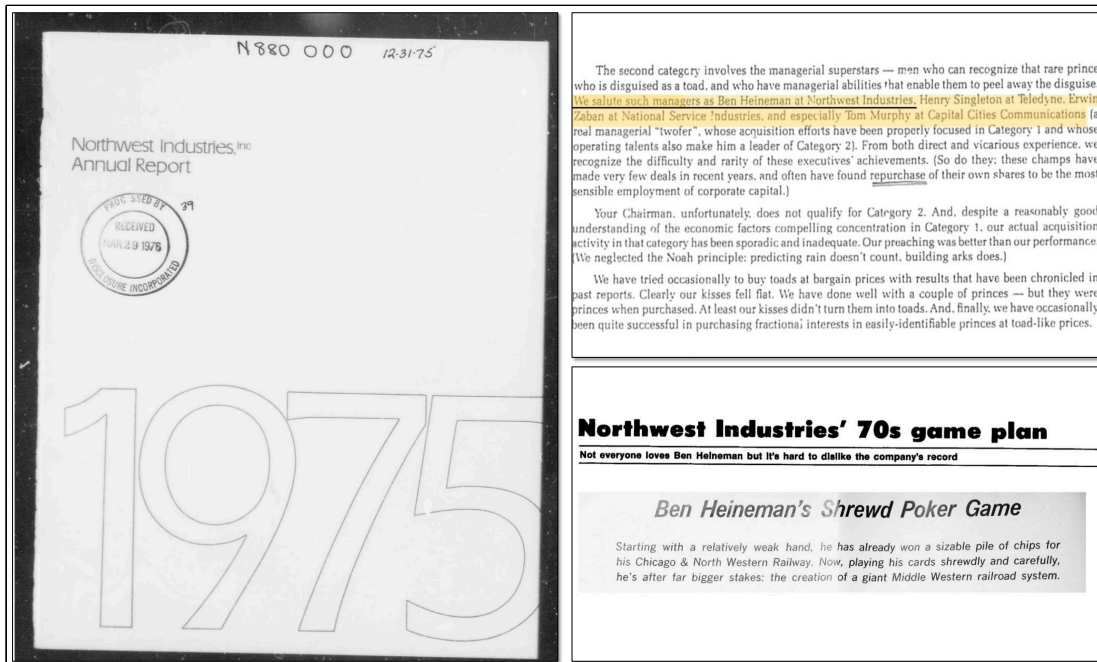 N880 000 12-31-75
Northwest Industries, Inc
Annual Report
39
PROC SSED BY
RECEIVED
MAR 29 1976
DISCLOSURE INCORPORATED
1975
The second category involves the managerial superstars — men who can recognize that rare prince
who is disguised as a toad, and who have managerial abilities that enable them to peel away the disguise.
We salute such managers as Ben Heineman at Northwest Industries, Henry Singleton at Teledyne, Erwin
Zaban at National Service Industries, and especially Tom Murphy at Capital Cities Communications (a
real managerial "twofer", whose acquisition efforts have been properly focused in Category 1 and whose
operating talents also make him a leader of Category 2). From both direct and vicarious experience, we
recognize the difficulty and rarity of these executives' achievements. (So do they; these champs have
made very few deals in recent years, and often have found repurchase of their own shares to be the most
sensible employment of corporate capital.)
Your Chairman, unfortunately, does not qualify for Category 2. And, despite a reasonably good
understanding of the economic factors compelling concentration in Category 1, our actual acquisition
activity in that category has been sporadic and inadequate. Our preaching was better than our performance.
(We neglected the Noah principle: predicting rain doesn't count, building arks does.)
We have tried occasionally to buy toads at bargain prices with results that have been chronicled in
past reports. Clearly our kisses fell flat. We have done well with a couple of princes — but they were
princes when purchased. At least our kisses didn't turn them into toads. And, finally, we have occasionally
been quite successful in purchasing fractional interests in easily-identifiable princes at toad-like prices.
Northwest Industries' 70s game plan
Not everyone loves Ben Heineman but it's hard to dislike the company's record
Ben Heineman's Shrewd Poker Game
Starting with a relatively weak hand, he has already won a sizable pile of chips for
his Chicago & North Western Railway. Now, playing his cards shrewdly and carefully,
he's after far bigger stakes: the creation of a giant Middle Western railroad system.